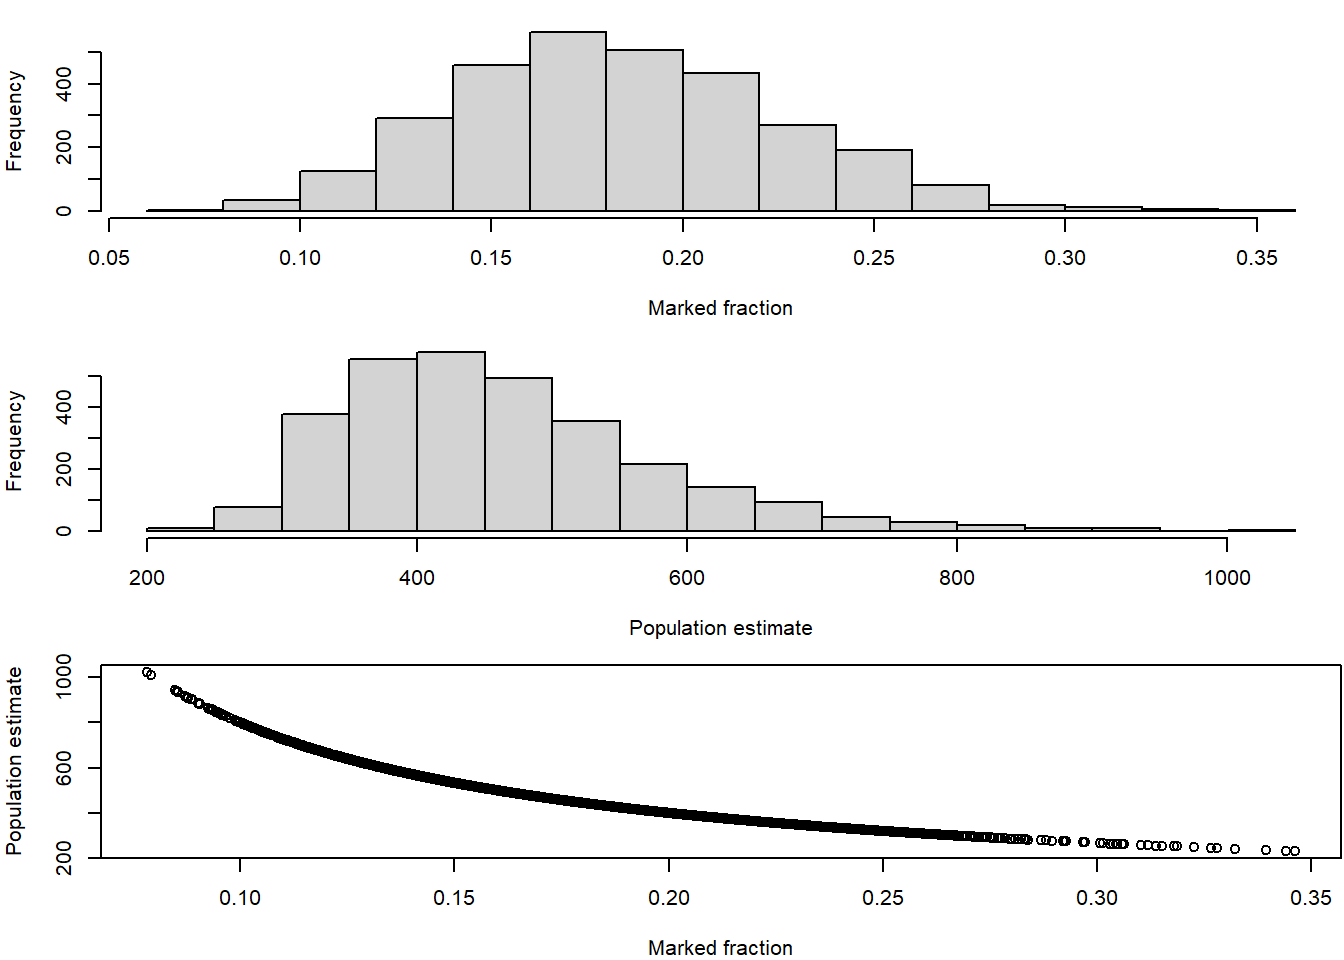 Frequency
400
200
0
0.05 0.10 0.15 0.20 0.25 0.30 0.35
Marked fraction
Frequency
400
200
0
200 400 600 800 1000
Population estimate
Population estimate
1000
600
200
0.10 0.15 0.20 0.25 0.30 0.35
Marked fraction